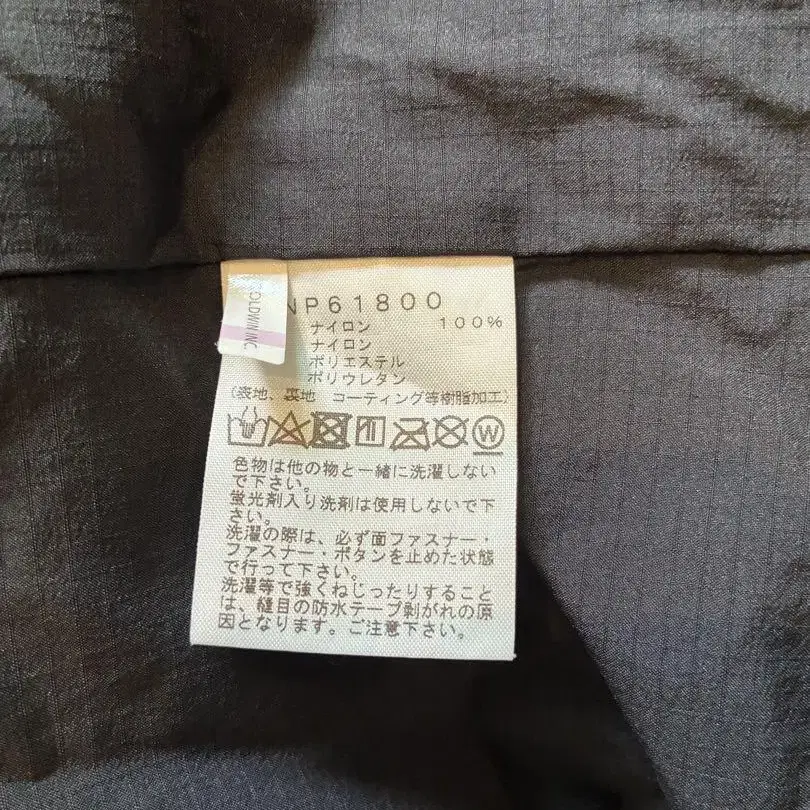 GOLDWIN INC.
NP61800
ナイロン 100%
ナイロン
ポリエステル
ポリウレタン
(表地、裏地 コーティング等樹脂加工)
W
色物は他の物と一緒に洗濯しない
で下さい。
蛍光剤入り洗剤は使用しないで下
さい。
洗濯の際は、必ず面ファスナー・
ファスナー・ボタンを止めた状態
で行って下さい。
洗濯等で強くねじったりすること
は、縫目の防水テープ剥がれの原
因となります。ご注意下さい。